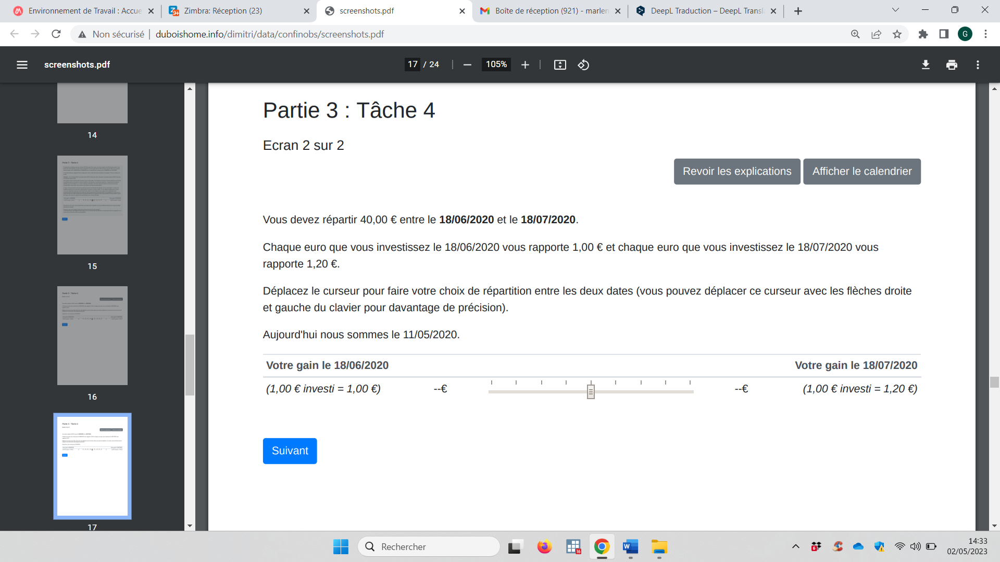 Environnement de Travail : Accue
Zimbra: Réception (23)
screenshots.pdf
Boîte de réception (921) - marlen
DeepL Traduction – DeepL Transl
Non sécurisé
duboishome.info/dimitri/data/confinobs/screenshots.pdf
G
screenshots.pdf
17 / 24
105%
14
15
16
17
Partie 3 : Tâche 4
Ecran 2 sur 2
Revoir les explications
Afficher le calendrier
Vous devez répartir 40,00 € entre le 18/06/2020 et le 18/07/2020.
Chaque euro que vous investissez le 18/06/2020 vous rapporte 1,00 € et chaque euro que vous investissez le 18/07/2020 vous
rapporte 1,20 €.
Déplacez le curseur pour faire votre choix de répartition entre les deux dates (vous pouvez déplacer ce curseur avec les flèches droite
et gauche du clavier pour davantage de précision).
Aujourd'hui nous sommes le 11/05/2020.
Votre gain le 18/06/2020
Votre gain le 18/07/2020
(1,00 € investi = 1,00 €)
--€
--€
(1,00 € investi = 1,20 €)
Suivant
Rechercher
14:33
02/05/2023